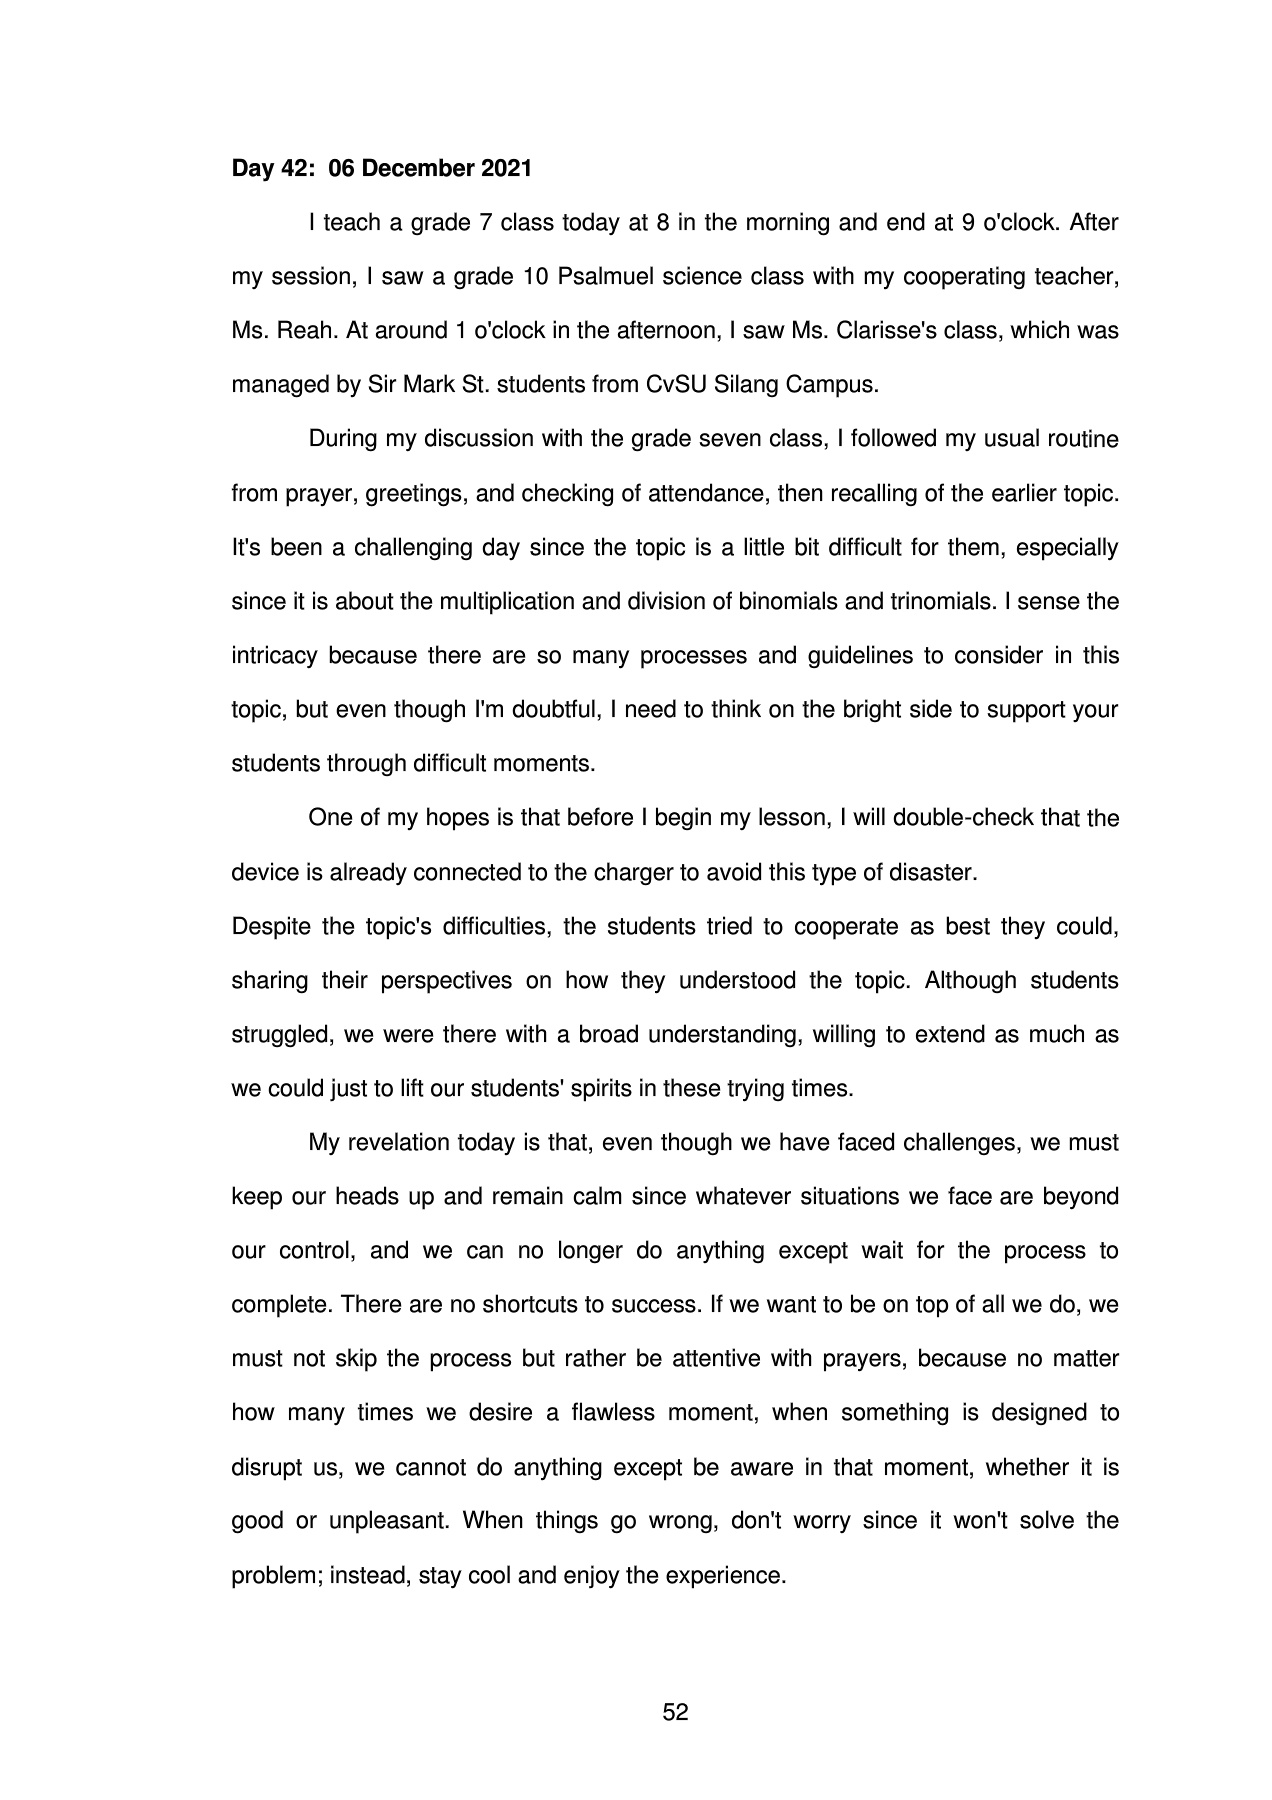 Day 42:  06 December 2021
I teach a grade 7 class today at 8 in the morning and end at 9 o'clock. After
my session, I saw a grade 10 Psalmuel science class with my cooperating teacher,
Ms. Reah. At around 1 o'clock in the afternoon, I saw Ms. Clarisse's class, which was
managed by Sir Mark St. students from CvSU Silang Campus.
During my discussion with the grade seven class, I followed my usual routine
from prayer, greetings, and checking of attendance, then recalling of the earlier topic.
It's been a challenging day since the topic is a little bit difficult for them, especially
since it is about the multiplication and division of binomials and trinomials. I sense the
intricacy because there are so many processes and guidelines to consider in this
topic, but even though I'm doubtful, I need to think on the bright side to support your
students through difficult moments.
One of my hopes is that before I begin my lesson, I will double-check that the
device is already connected to the charger to avoid this type of disaster.
Despite the topic's difficulties, the students tried to cooperate as best they could,
sharing their perspectives on how they understood the topic. Although students
struggled, we were there with a broad understanding, willing to extend as much as
we could just to lift our students' spirits in these trying times.
My revelation today is that, even though we have faced challenges, we must
keep our heads up and remain calm since whatever situations we face are beyond
our control, and we can no longer do anything except wait for the process to
complete. There are no shortcuts to success. If we want to be on top of all we do, we
must not skip the process but rather be attentive with prayers, because no matter
how many times we desire a flawless moment, when something is designed to
disrupt us, we cannot do anything except be aware in that moment, whether it is
good or unpleasant. When things go wrong, don't worry since it won't solve the
problem; instead, stay cool and enjoy the experience.
52